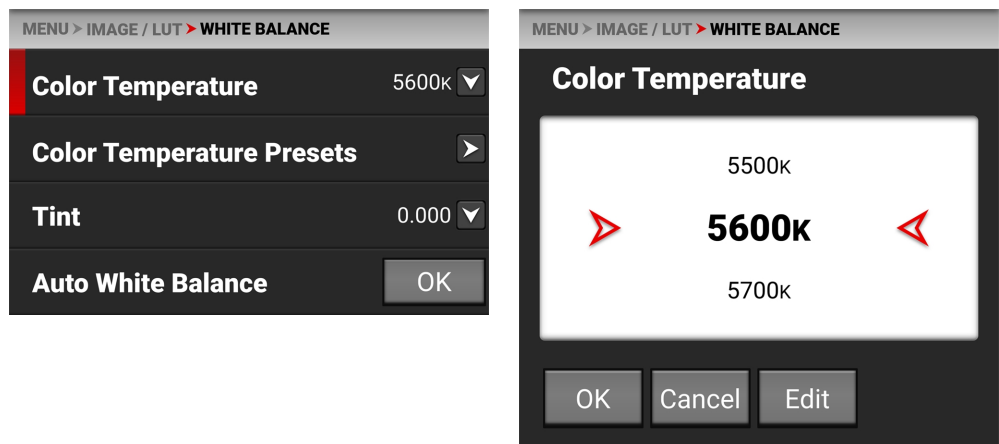 MENU > IMAGE / LUT > WHITE BALANCE
Color Temperature 5600K
Color Temperature Presets
Tint 0.000
Auto White Balance OK
MENU > IMAGE / LUT > WHITE BALANCE
Color Temperature
5500K
5600K
5700K
OK Cancel Edit